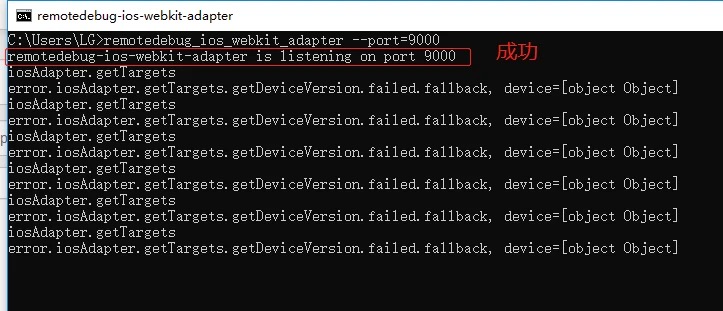 remotedebug-ios-webkit-adapter
C:\Users\LG>remotedebug_ios_webkit_adapter --port=9000
remotedebug-ios-webkit-adapter is listening on port 9000 成功
iosAdapter.getTargets
error.iosAdapter.getTargets.getDeviceVersion.failed.fallback, device=[object Object]
iosAdapter.getTargets
error.iosAdapter.getTargets.getDeviceVersion.failed.fallback, device=[object Object]
iosAdapter.getTargets
error.iosAdapter.getTargets.getDeviceVersion.failed.fallback, device=[object Object]
iosAdapter.getTargets
error.iosAdapter.getTargets.getDeviceVersion.failed.fallback, device=[object Object]
iosAdapter.getTargets
error.iosAdapter.getTargets.getDeviceVersion.failed.fallback, device=[object Object]
iosAdapter.getTargets
error.iosAdapter.getTargets.getDeviceVersion.failed.fallback, device=[object Object]